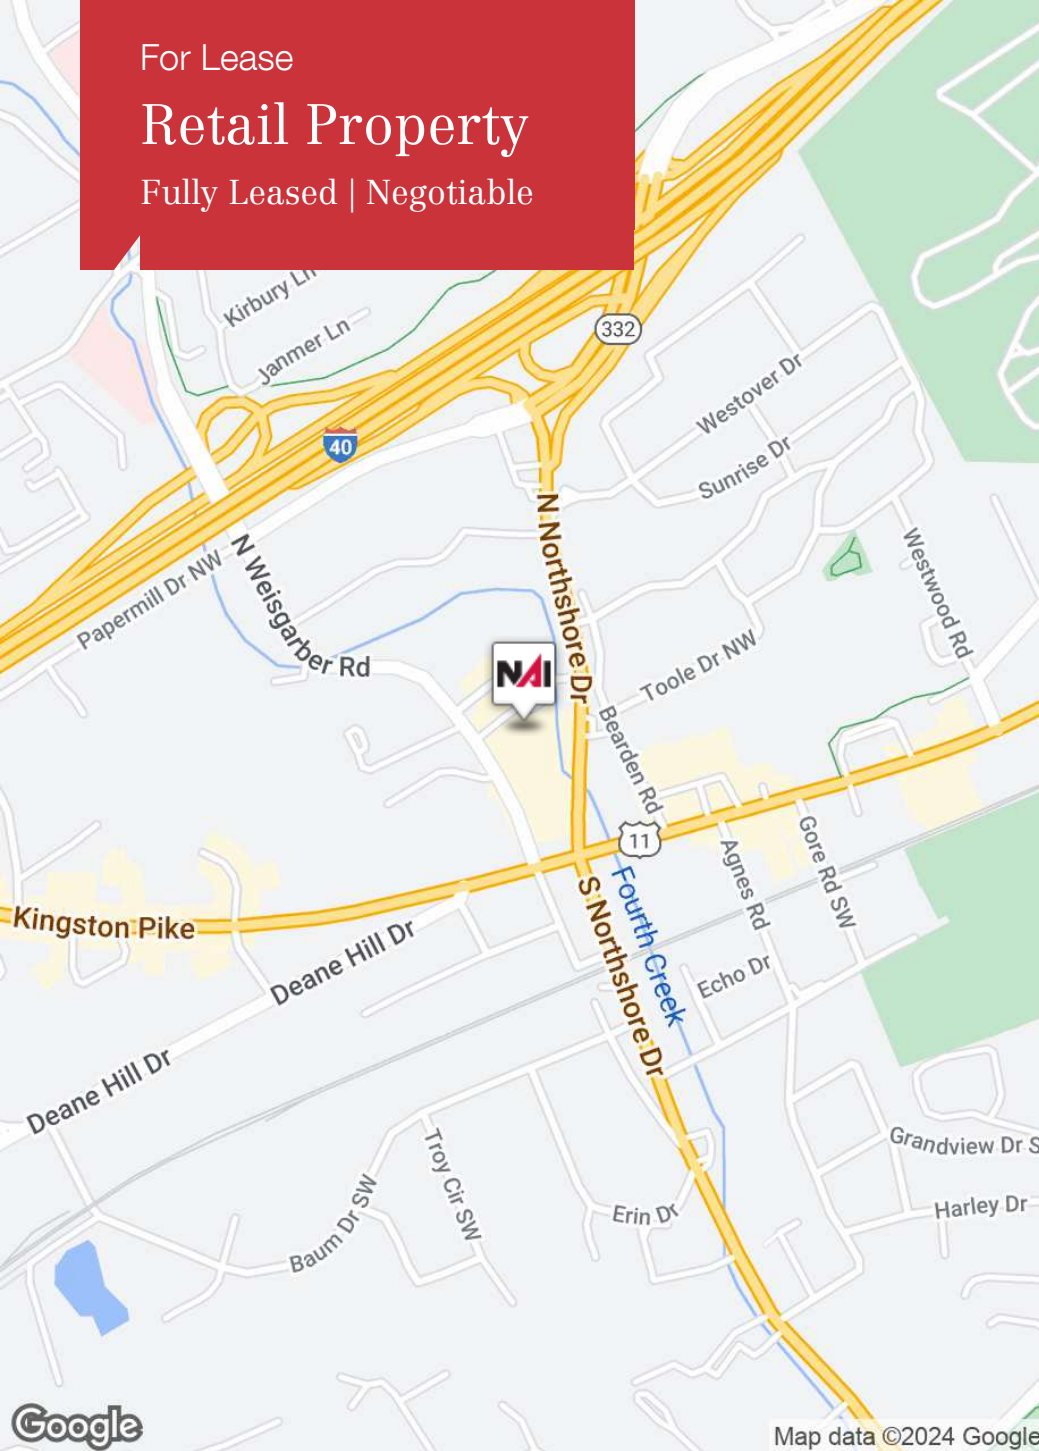 For Lease
Retail Property
Fully Leased | Negotiable
Kirbury Ln
Janmer Ln
332
Westover Dr
40
Sunrise Dr
N Northshore Dr
Papermill Dr NW
N Weisgarber Rd
Westwood Rd
NAI
Toole Dr NW
Bearden Rd
11
Agnes Rd
Gore Rd SW
Kingston Pike
Deane Hill Dr
S Northshore Dr
Fourth Creek
Echo Dr
Deane Hill Dr
Troy Cir SW
Grandview Dr S
Baum Dr SW
Erin Dr
Harley Dr
Google
Map data ©2024 Google